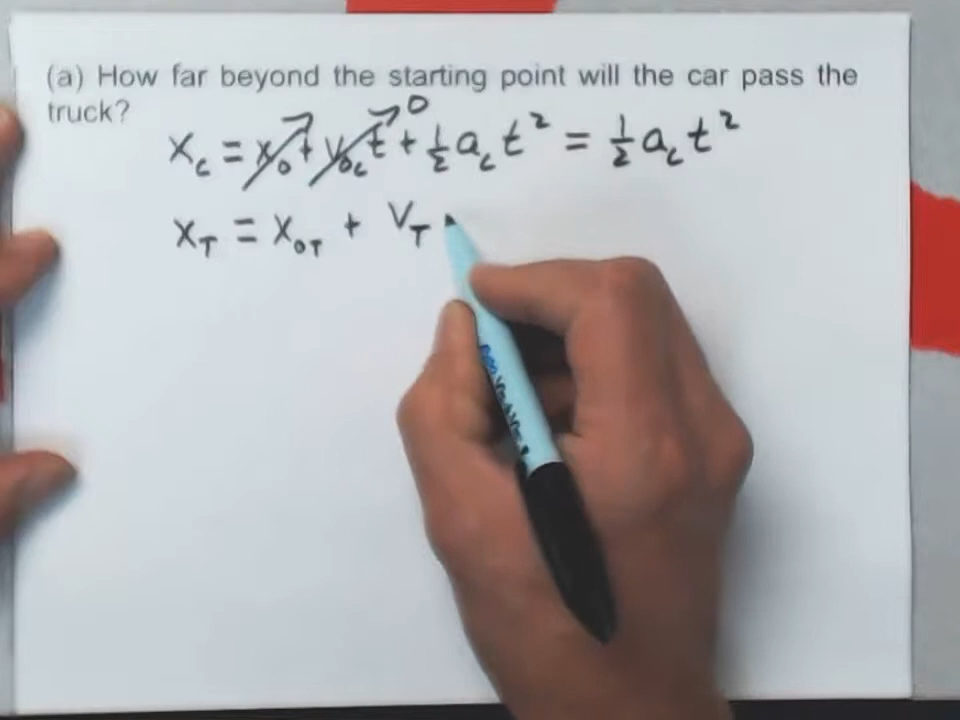 (a) How far beyond the starting point will the car pass the
truck?
x_c = x_0 + v_0c t + 1/2 a_c t² = 1/2 a_c t²
0
x_T = x_0T + v_T